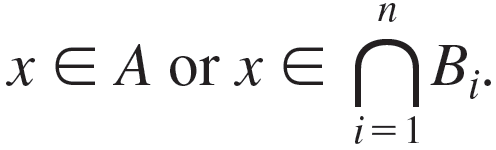 x ∈ A or x ∈ ⋂_{i=1}^{n} B_i.